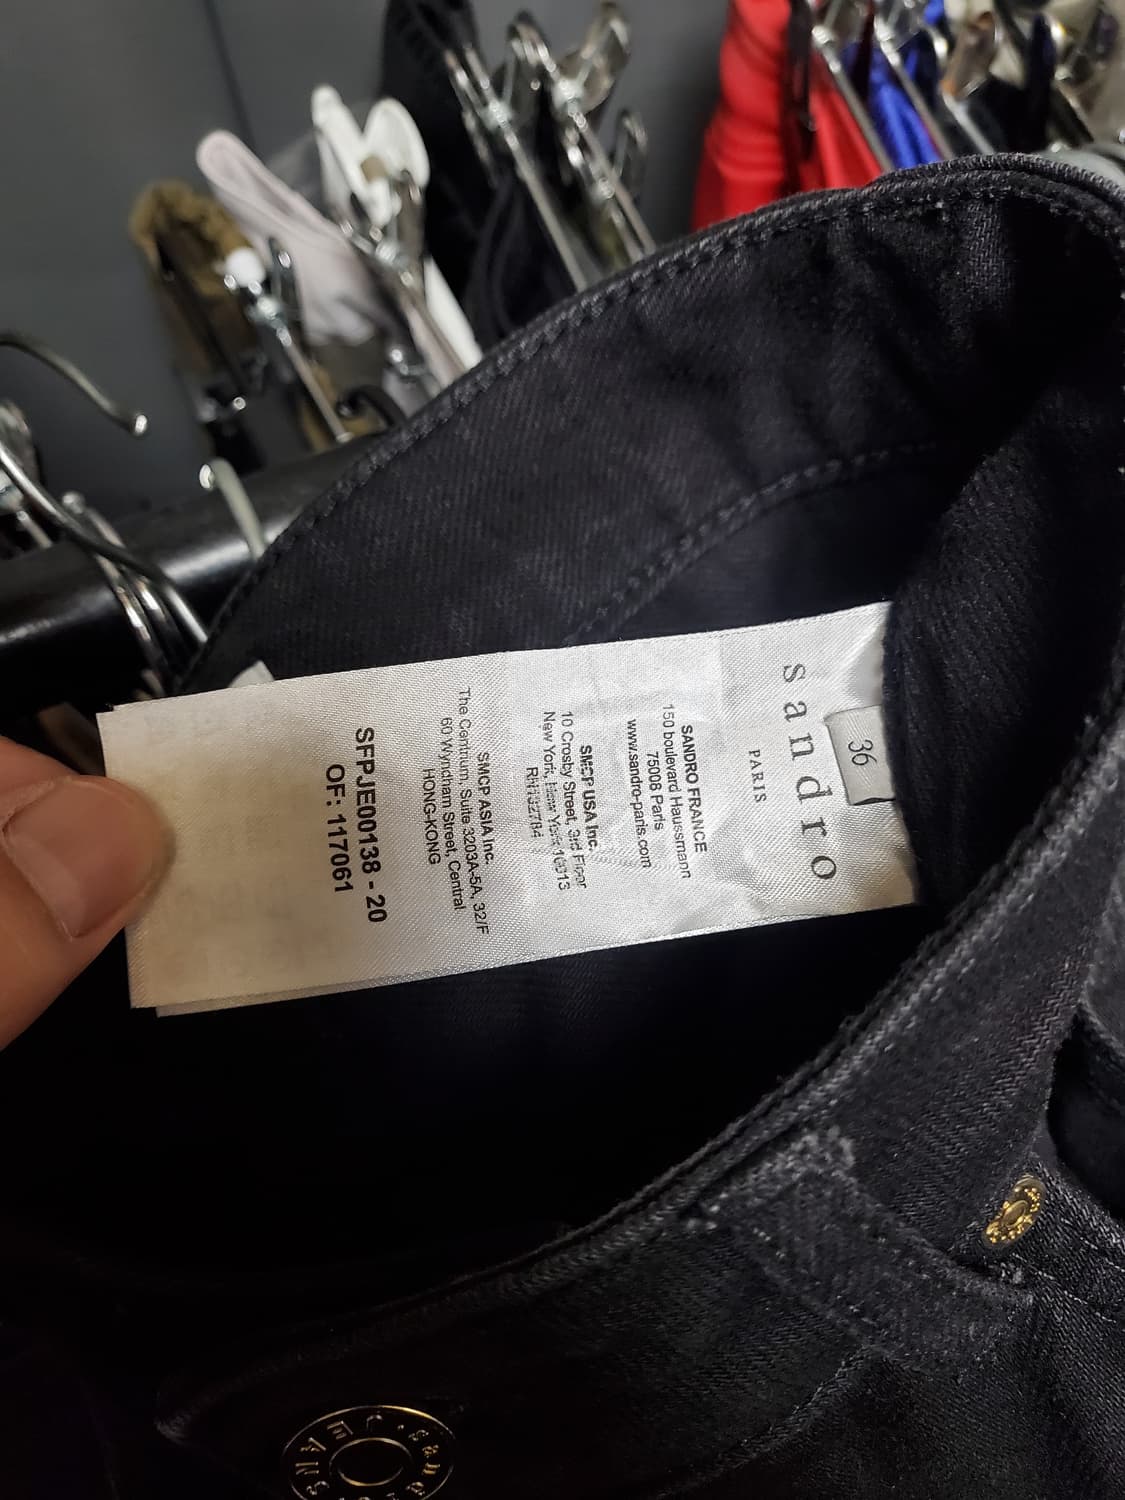 36
sandro
PARIS
SANDRO FRANCE
150 boulevard Haussmann
75008 Paris
www.sandro-paris.com
SMCP USA Inc.
10 Crosby Street, 3rd Floor
New York, New York 10013
SMCP ASIA Inc.
The Centrum, Suite 3203A-5A, 32/F
60 Wyndham Street, Central
HONG-KONG
SFPJE00138 - 20
OF: 117061